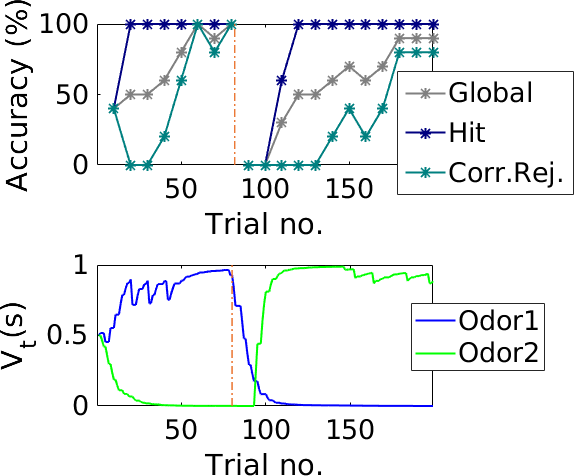 Accuracy (%)
100
50
0
50
100
150
Trial no.
Global
Hit
Corr.Rej.
V_t(s)
1
0.5
0
50
100
150
Trial no.
Odor1
Odor2